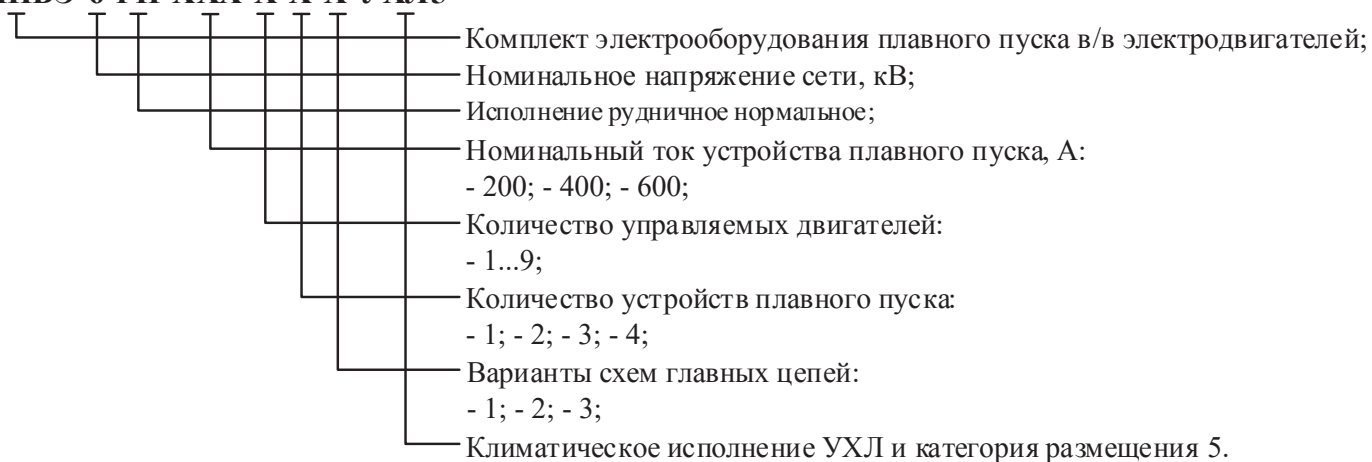 Комплект электрооборудования плавного пуска в/в электродвигателей;
Номинальное напряжение сети, кВ;
Исполнение рудничное нормальное;
Номинальный ток устройства плавного пуска, А:
- 200; - 400; - 600;
Количество управляемых двигателей:
- 1...9;
Количество устройств плавного пуска:
- 1; - 2; - 3; - 4;
Варианты схем главных цепей:
- 1; - 2; - 3;
Климатическое исполнение УХЛ и категория размещения 5.